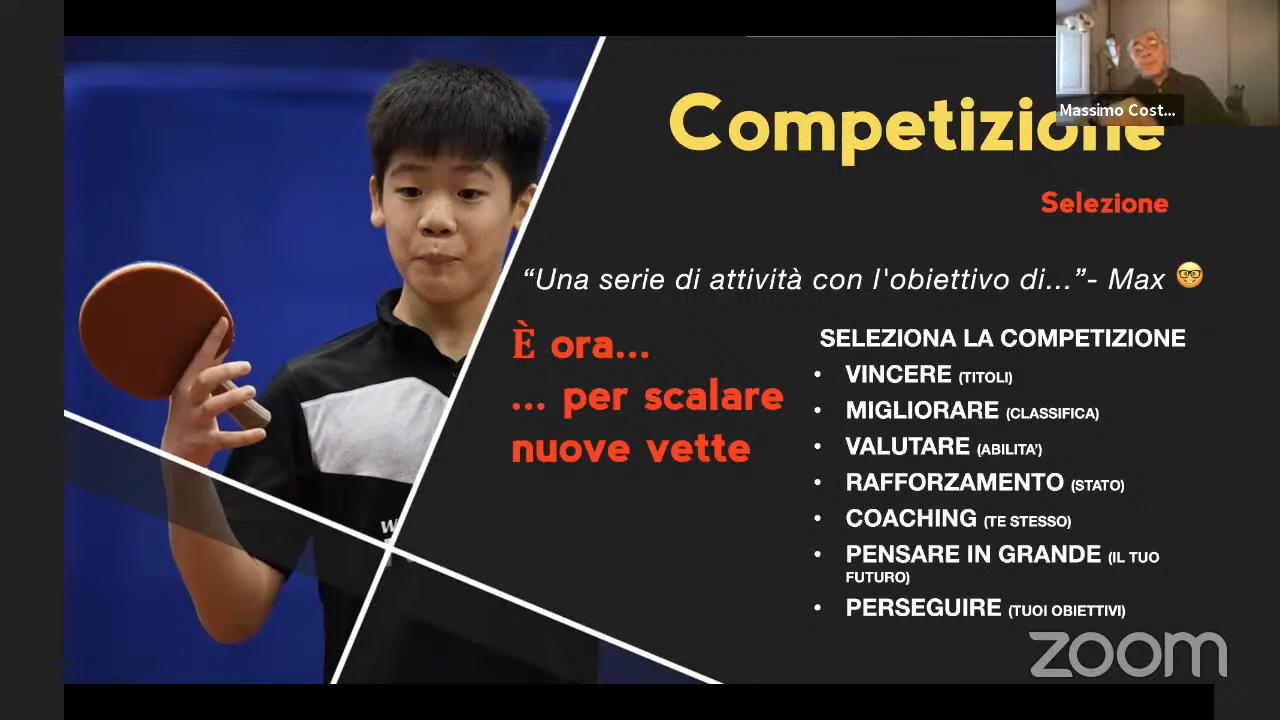 Competizione
Massimo Cost...
Selezione
“Una serie di attività con l'obiettivo di...”- Max 🤓
È ora...
... per scalare
nuove vette
SELEZIONA LA COMPETIZIONE
• VINCERE (TITOLI)
• MIGLIORARE (CLASSIFICA)
• VALUTARE (ABILITA')
• RAFFORZAMENTO (STATO)
• COACHING (TE STESSO)
• PENSARE IN GRANDE (IL TUO
FUTURO)
• PERSEGUIRE (TUOI OBIETTIVI)
zoom